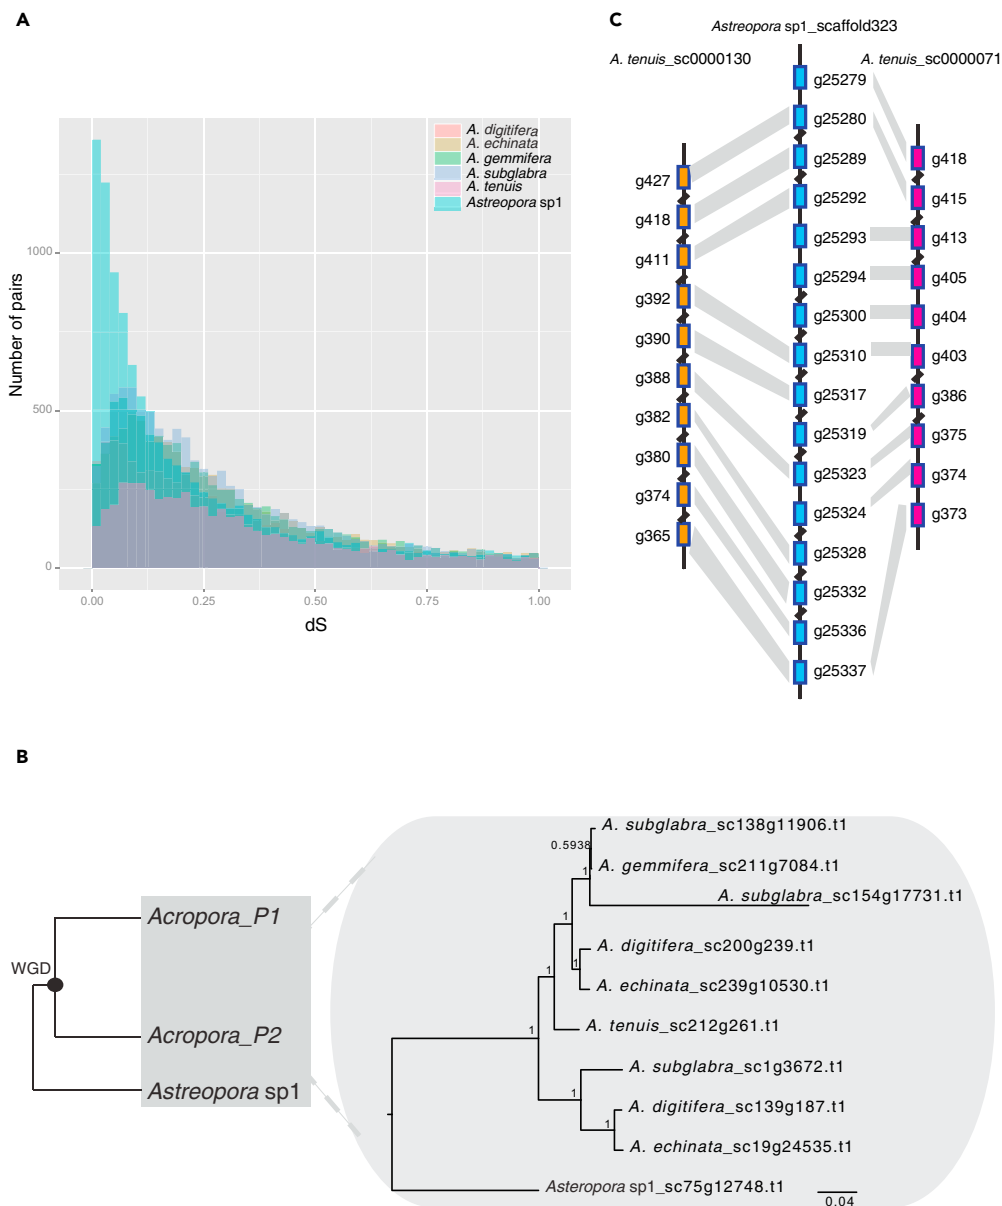 A
A. digitifera
A. echinata
A. gemmifera
A. subglabra
A. tenuis
Astreopora sp1
Number of pairs
1000
500
0
0.00
0.25
0.50
0.75
1.00
dS
C
Astreopora sp1_scaffold323
A. tenuis_sc0000130
A. tenuis_sc0000071
g427
g418
g411
g392
g390
g388
g382
g380
g374
g365
g25279
g25280
g25289
g25292
g25293
g25294
g25300
g25310
g25317
g25319
g25323
g25324
g25328
g25332
g25336
g25337
g418
g415
g413
g405
g404
g403
g386
g375
g374
g373
B
WGD
Acropora_P1
Acropora_P2
Astreopora sp1
A. subglabra_sc138g11906.t1
0.5938
A. gemmifera_sc211g7084.t1
1
A. subglabra_sc154g17731.t1
1
A. digitifera_sc200g239.t1
1
1
A. echinata_sc239g10530.t1
A. tenuis_sc212g261.t1
1
A. subglabra_sc1g3672.t1
1
A. digitifera_sc139g187.t1
1
A. echinata_sc19g24535.t1
Asteropora sp1_sc75g12748.t1
0.04